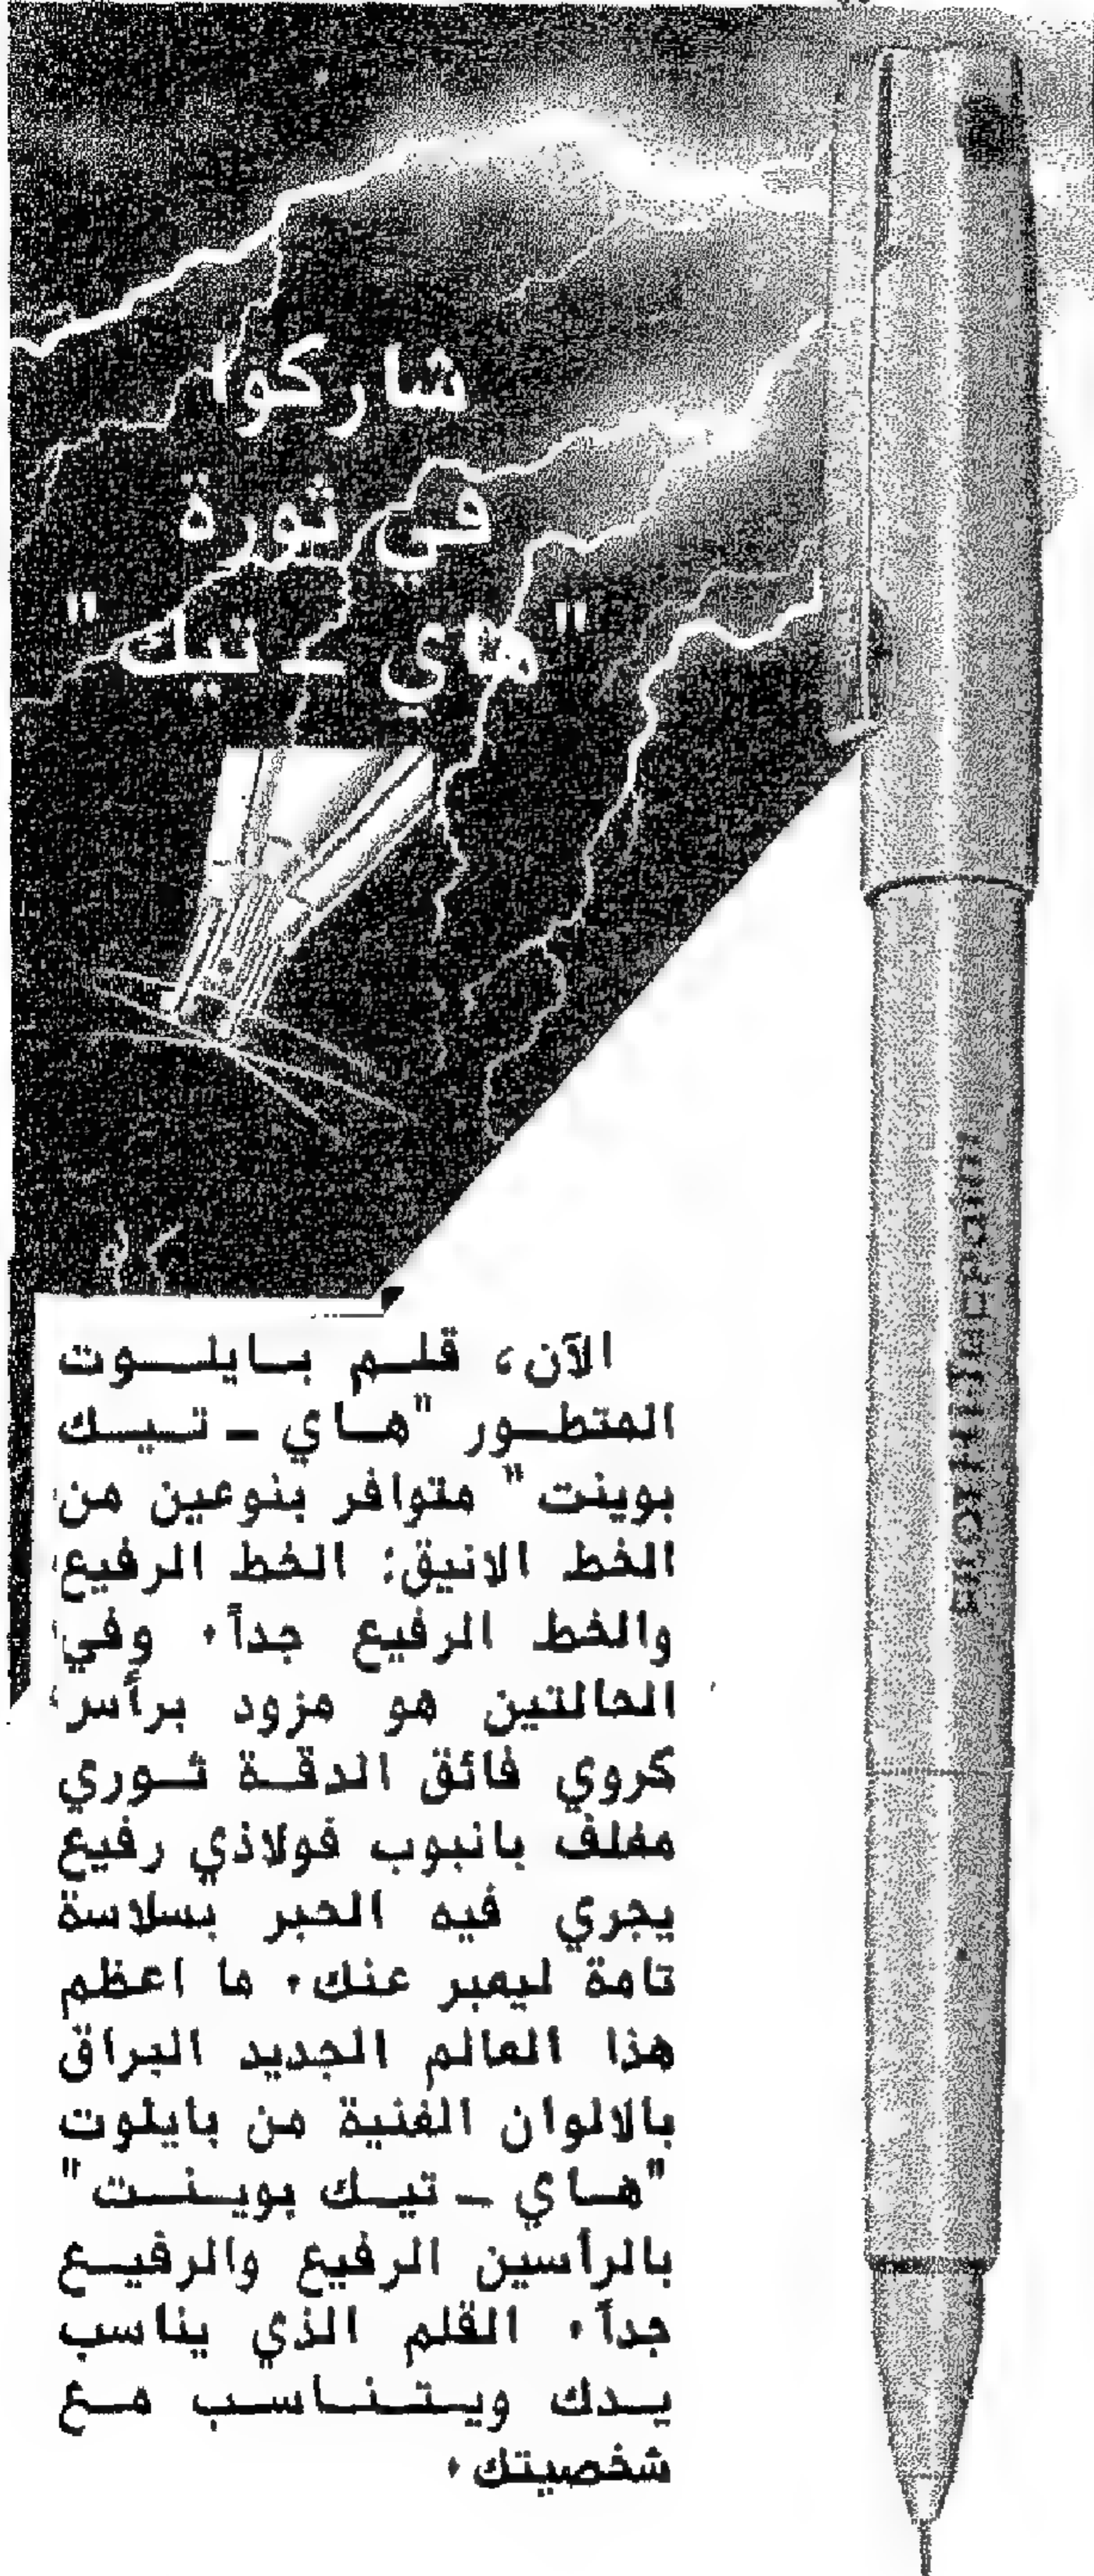 شاركوا
في ثورة
"هاي ــ تيك"
الآن، قلم بايلوت
المتطور "هاي ـ تيك
بوينت" متوافر بنوعين من
الخط الانيق: الخط الرفيع
والخط الرفيع جداً. وفي
الحالتين هو مزود برأس
كروي فائق الدقة ثوري
مغلف بانبوب فولاذي رفيع
يجري فيه الحبر بسلاسة
تامة ليعبر عنك. ما اعظم
هذا العالم الجديد البراق
بالالوان الغنية من بايلوت
"هاي ـ تيك بوينت"
بالرأسين الرفيع والرفيع
جداً. القلم الذي يناسب
يدك ويتناسب مع
شخصيتك.